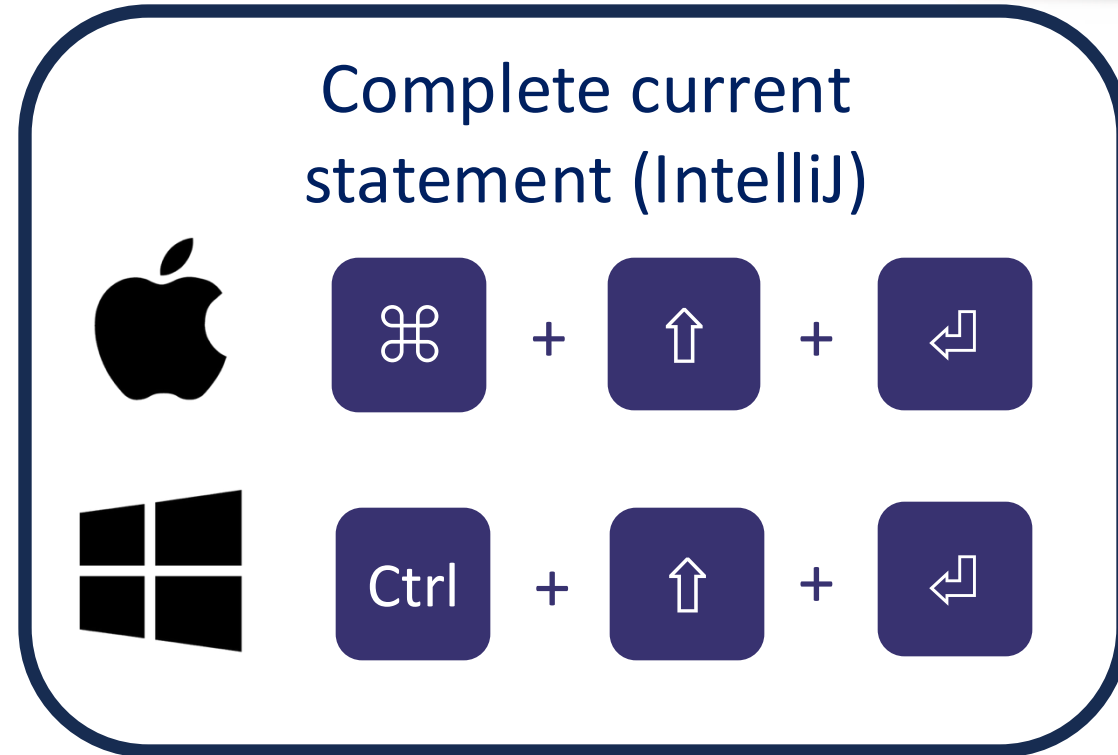 Complete current
statement (IntelliJ)
⌘ + ⇧ + ⏎
Ctrl + ⇧ + ⏎